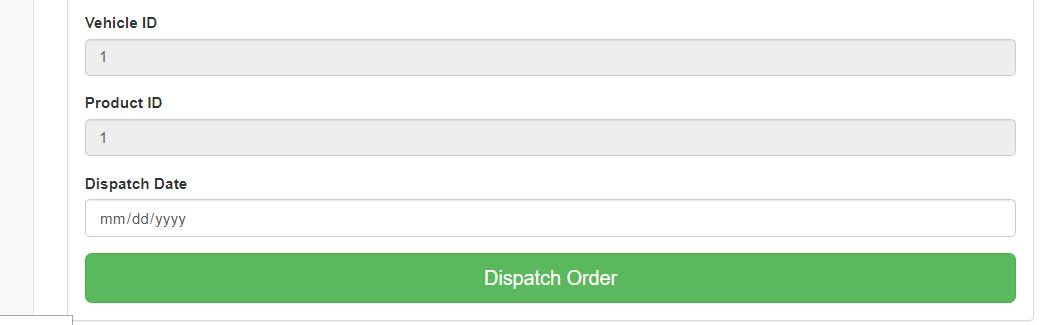 Vehicle ID
1
Product ID
1
Dispatch Date
mm/dd/yyyy
Dispatch Order